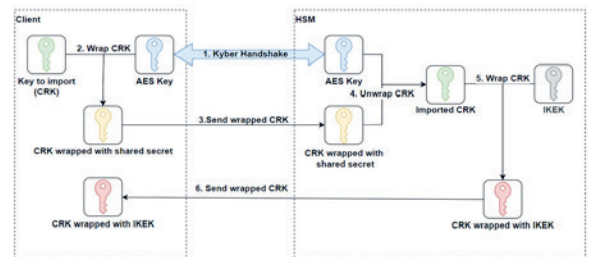 Client
HSM
2. Wrap CRK
1. Kyber Handshake
Key to import
(CRK)
AES Key
AES Key
4. Unwrap CRK
5. Wrap CRK
Imported CRK
IKEK
3.Send wrapped CRK
CRK wrapped with shared secret
CRK wrapped with
shared secret
6. Send wrapped CRK
CRK wrapped with IKEK
CRK wrapped with IKEK